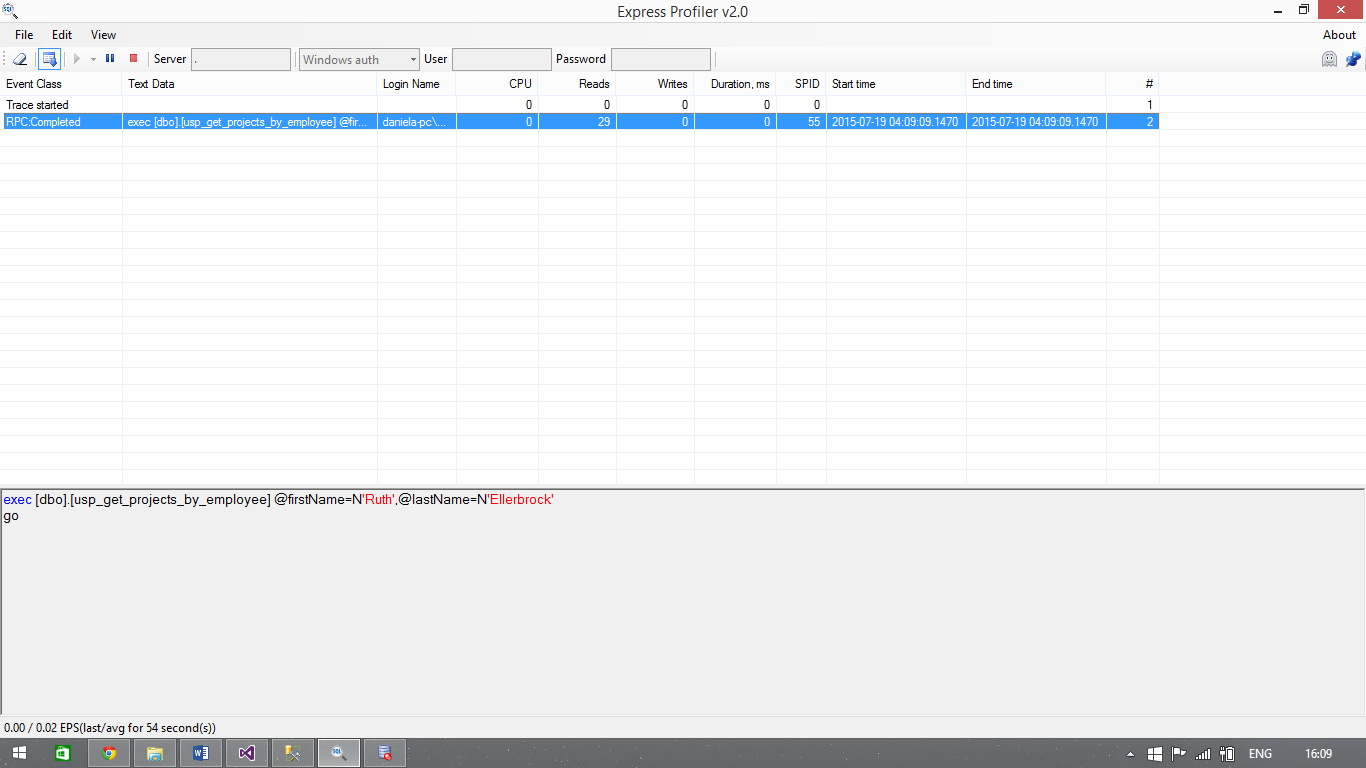 Express Profiler v2.0
File Edit View About
Server . Windows auth User Password
Event Class Text Data Login Name CPU Reads Writes Duration, ms SPID Start time End time #
Trace started 0 0 0 0 0 1
RPC:Completed exec [dbo].[usp_get_projects_by_employee] @fir... daniela-pc\... 0 29 0 0 55 2015-07-19 04:09:09.1470 2015-07-19 04:09:09.1470 2
exec [dbo].[usp_get_projects_by_employee] @firstName=N'Ruth',@lastName=N'Ellerbrock'
go
0.00 / 0.02 EPS(last/avg for 54 second(s))
ENG 16:09